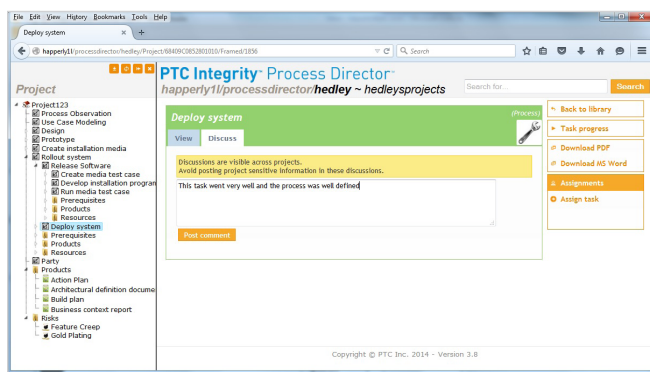 File Edit View History Bookmarks Tools Help
Deploy system × +
happerly1l/processdirector/hedley/Project/68409C0852801010/Framed/1856
Search
PTC Integrity™ Process Director™
Project
happerly1l/processdirector/hedley ~ hedleysprojects
Search for...
Search
Project123
Process Observation
Use Case Modeling
Design
Prototype
Create installation media
Rollout system
Release Software
Create media test case
Develop installation progran
Run media test case
Prerequisites
Products
Resources
Deploy system
Prerequisites
Products
Resources
Party
Products
Action Plan
Architectural definition docume
Build plan
Business context report
Risks
Feature Creep
Gold Plating
Deploy system
(Process)
View Discuss
Discussions are visible across projects.
Avoid posting project sensitive information in these discussions.
This task went very well and the process was well defined
Post comment
Back to library
Task progress
Download PDF
Download MS Word
Assignments
Assign task
Copyright © PTC Inc. 2014 - Version 3.8